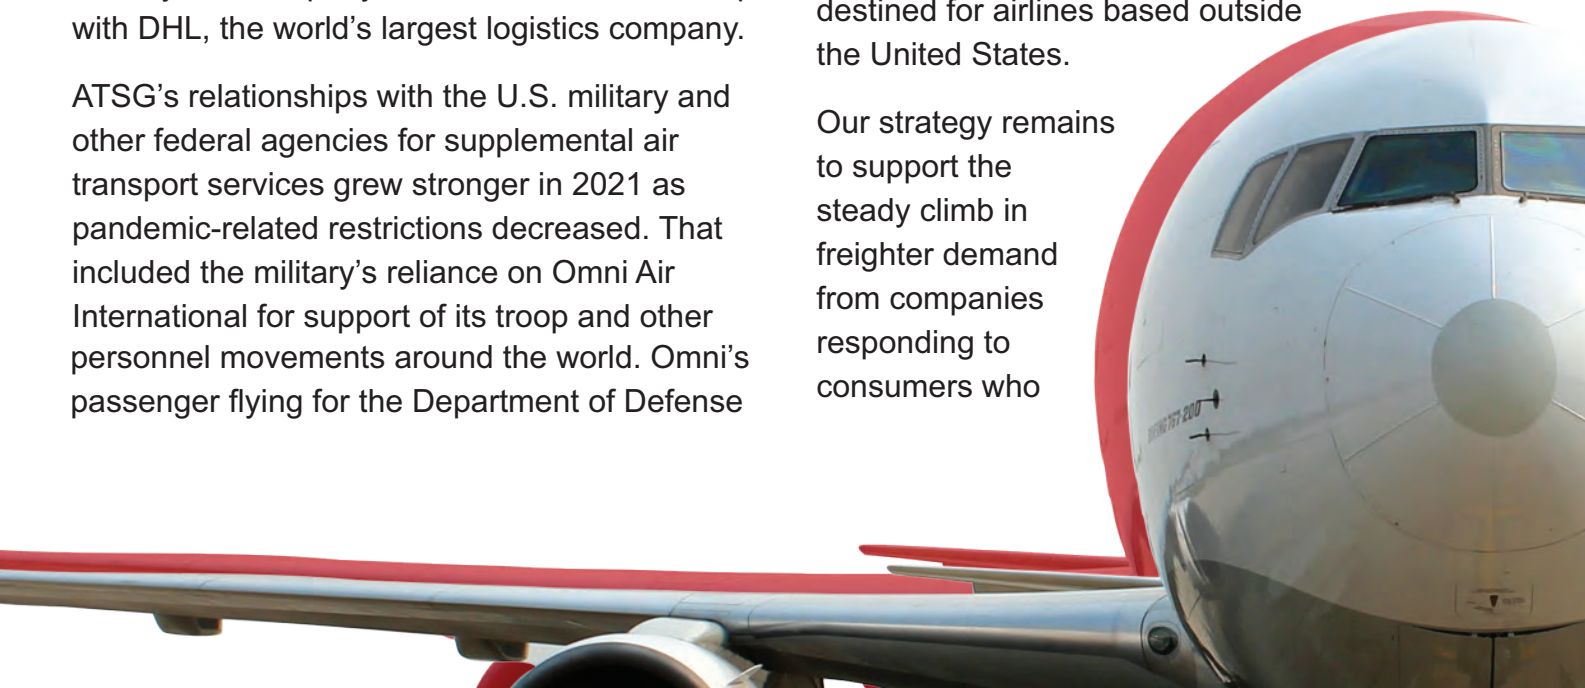 with DHL, the world’s largest logistics company.
ATSG’s relationships with the U.S. military and
other federal agencies for supplemental air
transport services grew stronger in 2021 as
pandemic-related restrictions decreased. That
included the military’s reliance on Omni Air
International for support of its troop and other
personnel movements around the world. Omni’s
passenger flying for the Department of Defense
destined for airlines based outside
the United States.
Our strategy remains
to support the
steady climb in
freighter demand
from companies
responding to
consumers who
BOEING 767-200